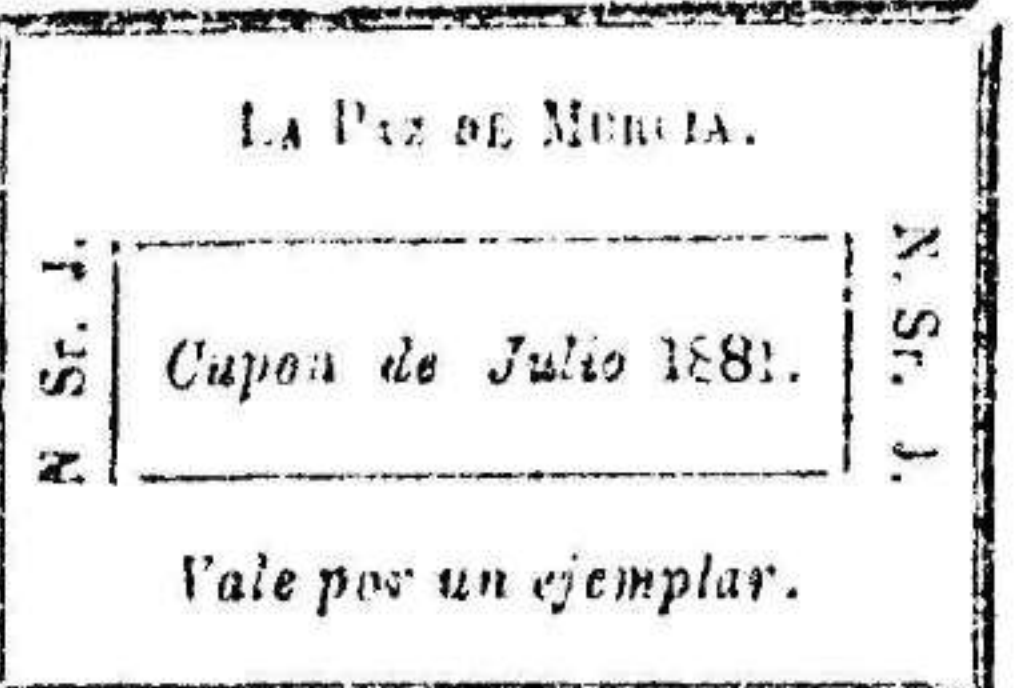 LA PAZ DE MURCIA.
N Sr. J.
Cupon de Julio 1881.
N. Sr. J.
Vale por un ejemplar.